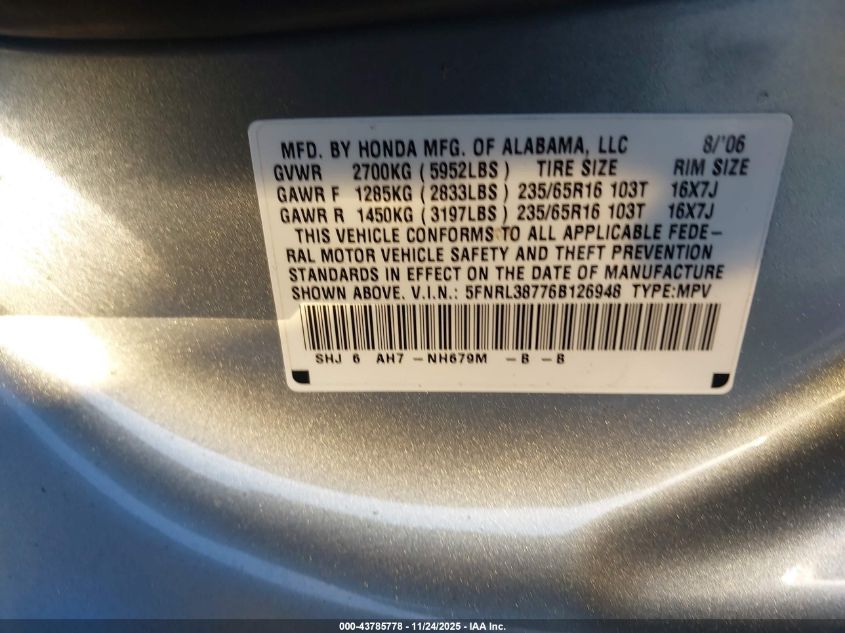 MFD. BY HONDA MFG. OF ALABAMA, LLC 8/'06
GVWR 2700KG ( 5952LBS ) TIRE SIZE RIM SIZE
GAWR F 1285KG ( 2833LBS ) 235/65R16 103T 16X7J
GAWR R 1450KG ( 3197LBS ) 235/65R16 103T 16X7J
THIS VEHICLE CONFORMS TO ALL APPLICABLE FEDE-
RAL MOTOR VEHICLE SAFETY AND THEFT PREVENTION
STANDARDS IN EFFECT ON THE DATE OF MANUFACTURE
SHOWN ABOVE. V.I.N.: 5FNRL38776B126948 TYPE:MPV
SHJ 6 AH7 -NH679M -B -B
000-43785778 - 11/24/2025 - IAA Inc.